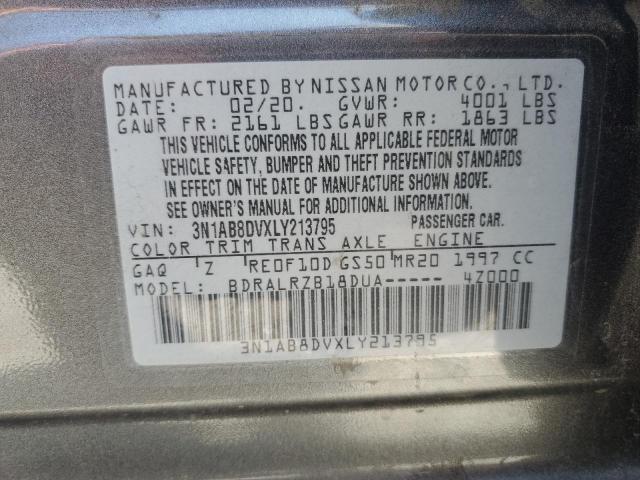 MANUFACTURED BY NISSAN MOTOR CO., LTD.
DATE: 02/20. GVWR: 4001 LBS
GAWR FR: 2161 LBS GAWR RR: 1863 LBS
THIS VEHICLE CONFORMS TO ALL APPLICABLE FEDERAL MOTOR
VEHICLE SAFETY, BUMPER AND THEFT PREVENTION STANDARDS
IN EFFECT ON THE DATE OF MANUFACTURE SHOWN ABOVE.
SEE OWNER'S MANUAL FOR ADDITIONAL INFORMATION.
VIN: 3N1AB8DVXLY213795 PASSENGER CAR.
COLOR TRIM TRANS AXLE ENGINE
GAQ Z RE0F10D GS50 MR20 1997 CC
MODEL: BDRALRZB18DUA----- 4Z000
3N1AB8DVXLY213795